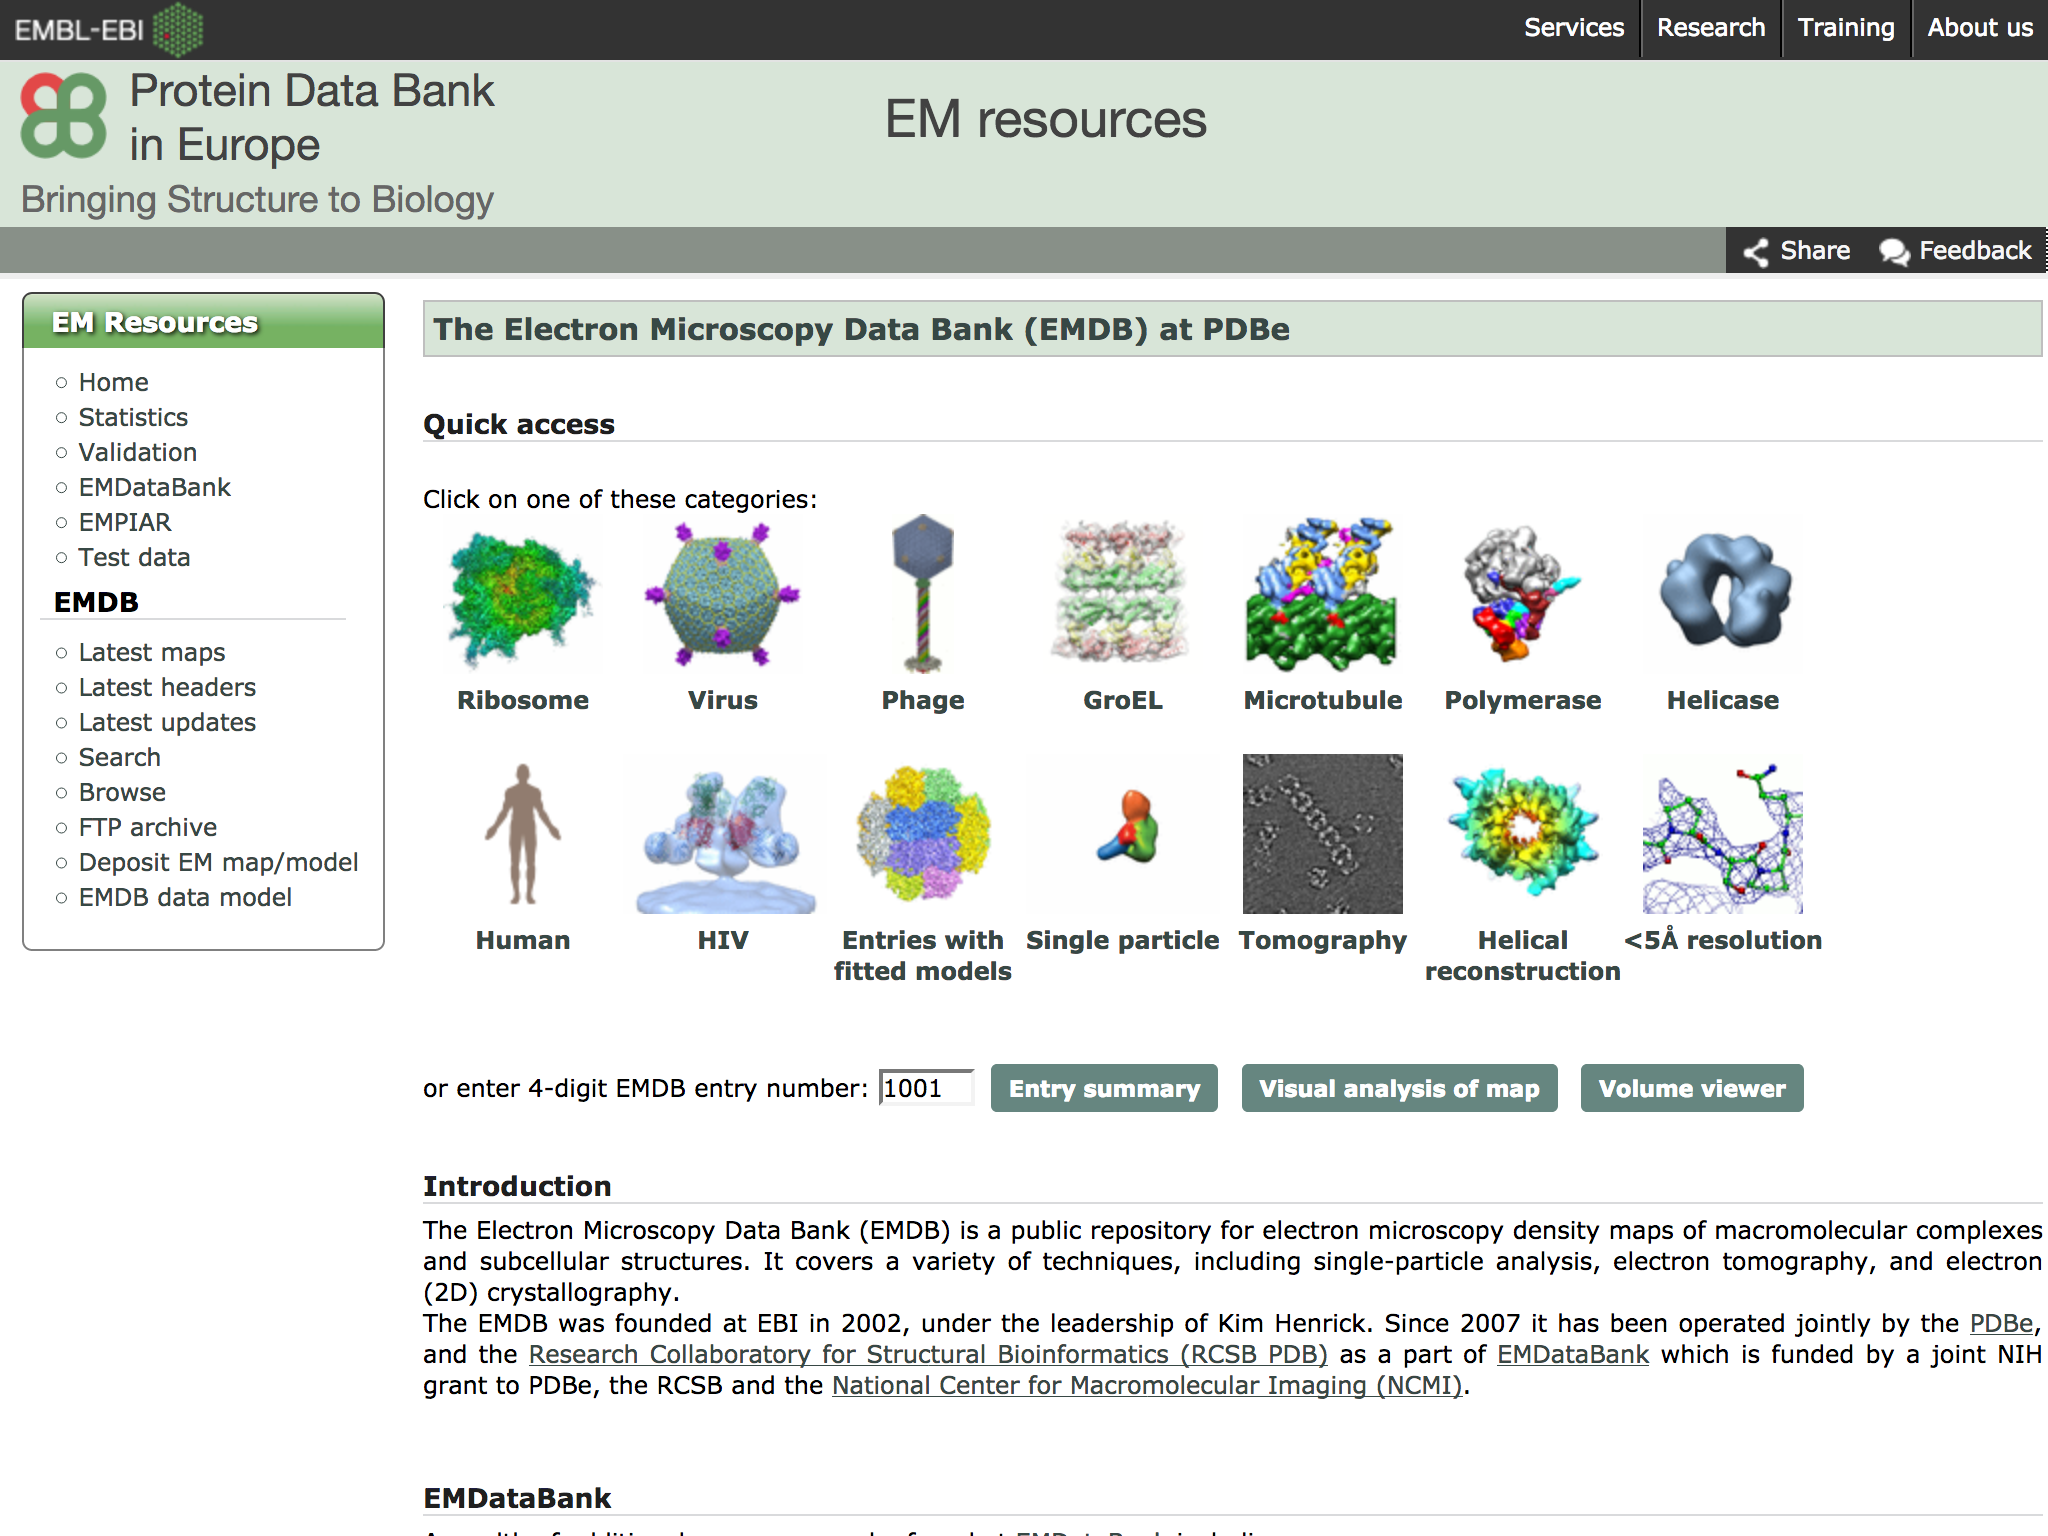 EMBL-EBI
Services
Research
Training
About us
Protein Data Bank
in Europe
Bringing Structure to Biology
EM resources
Share
Feedback
EM Resources
Home
Statistics
Validation
EMDataBank
EMPIAR
Test data
EMDB
Latest maps
Latest headers
Latest updates
Search
Browse
FTP archive
Deposit EM map/model
EMDB data model
The Electron Microscopy Data Bank (EMDB) at PDBe
Quick access
Click on one of these categories:
Ribosome
Virus
Phage
GroEL
Microtubule
Polymerase
Helicase
Human
HIV
Entries with
fitted models
Single particle
Tomography
Helical
reconstruction
<5Å resolution
or enter 4-digit EMDB entry number: 1001 Entry summary Visual analysis of map Volume viewer
Introduction
The Electron Microscopy Data Bank (EMDB) is a public repository for electron microscopy density maps of macromolecular complexes
and subcellular structures. It covers a variety of techniques, including single-particle analysis, electron tomography, and electron
(2D) crystallography.
The EMDB was founded at EBI in 2002, under the leadership of Kim Henrick. Since 2007 it has been operated jointly by the PDBe,
and the Research Collaboratory for Structural Bioinformatics (RCSB PDB) as a part of EMDataBank which is funded by a joint NIH
grant to PDBe, the RCSB and the National Center for Macromolecular Imaging (NCMI).
EMDataBank